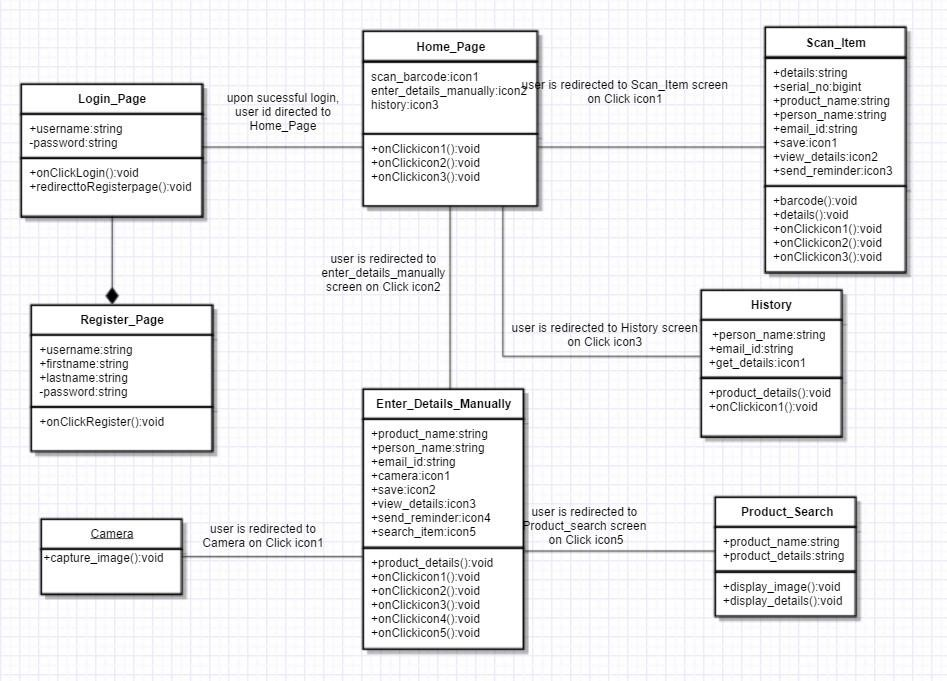 Login_Page
+username:string
-password:string
+onClickLogin():void
+redirecttoRegisterpage():void
upon sucessful login,
user id directed to
Home_Page
Home_Page
scan_barcode:icon1
enter_details_manually:icon2
history:icon3
+onClickicon1():void
+onClickicon2():void
+onClickicon3():void
user is redirected to Scan_Item screen
on Click icon1
Scan_Item
+details:string
+serial_no:bigint
+product_name:string
+person_name:string
+email_id:string
+save:icon1
+view_details:icon2
+send_reminder:icon3
+barcode():void
+details():void
+onClickicon1():void
+onClickicon2():void
+onClickicon3():void
user is redirected to
enter_details_manually
screen on Click icon2
user is redirected to History screen
on Click icon3
History
+person_name:string
+email_id:string
+get_details:icon1
+product_details():void
+onClickicon1():void
Register_Page
+username:string
+firstname:string
+lastname:string
-password:string
+onClickRegister():void
Enter_Details_Manually
+product_name:string
+person_name:string
+email_id:string
+camera:icon1
+save:icon2
+view_details:icon3
+send_reminder:icon4
+search_item:icon5
+product_details():void
+onClickicon1():void
+onClickicon2():void
+onClickicon3():void
+onClickicon4():void
+onClickicon5():void
Camera
+capture_image():void
user is redirected to
Camera on Click icon1
user is redirected to
Product_search screen
on Click icon5
Product_Search
+product_name:string
+product_details:string
+display_image():void
+display_details():void